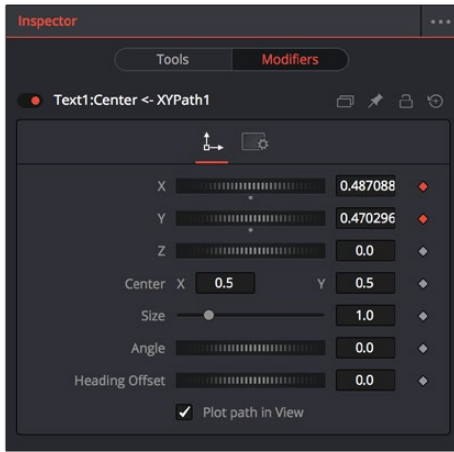 Inspector
Tools Modifiers
Text1:Center <- XYPath1
X 0.487088
Y 0.470296
Z 0.0
Center X 0.5 Y 0.5
Size 1.0
Angle 0.0
Heading Offset 0.0
Plot path in View